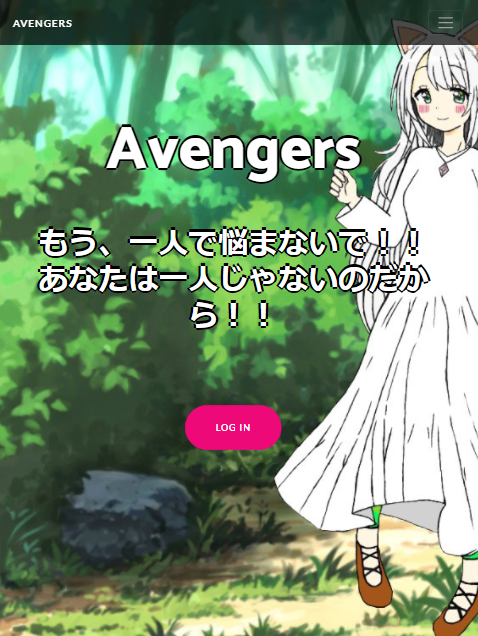 AVENGERS
Avengers
もう、一人で悩まないで！！
あなたは一人じゃないのだか
ら！！
LOG IN